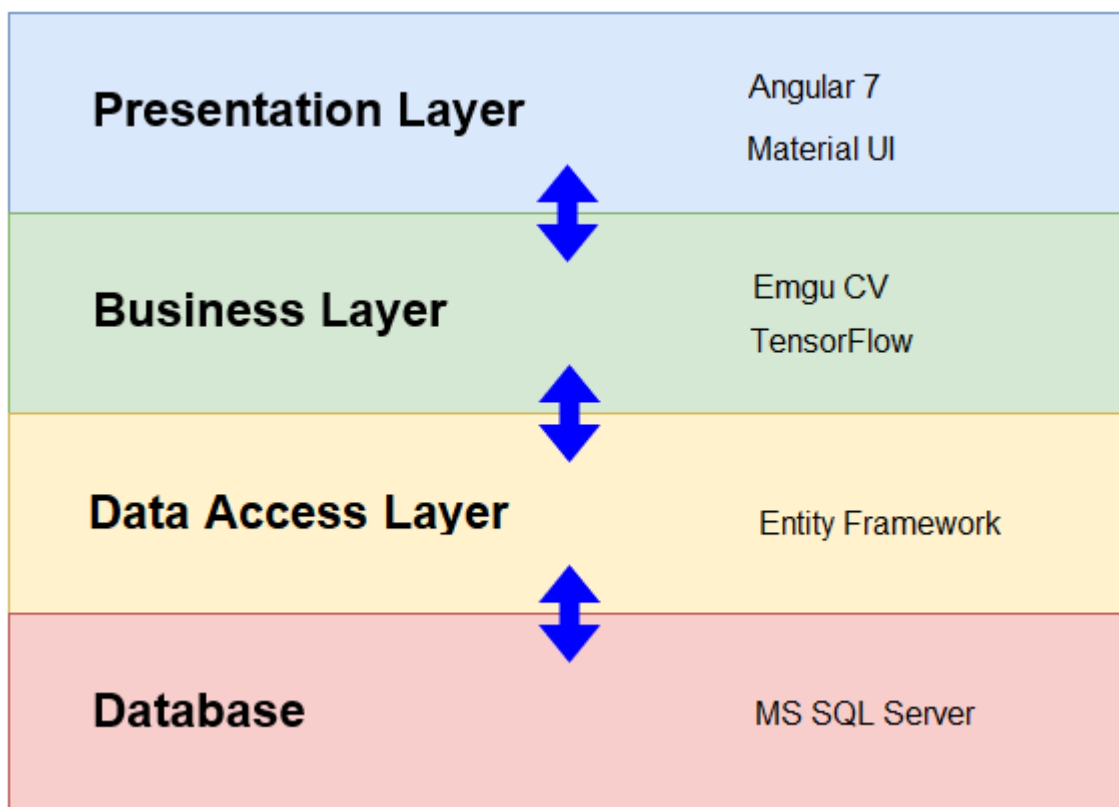 Presentation Layer
Angular 7
Material UI
Business Layer
Emgu CV
TensorFlow
Data Access Layer
Entity Framework
Database
MS SQL Server